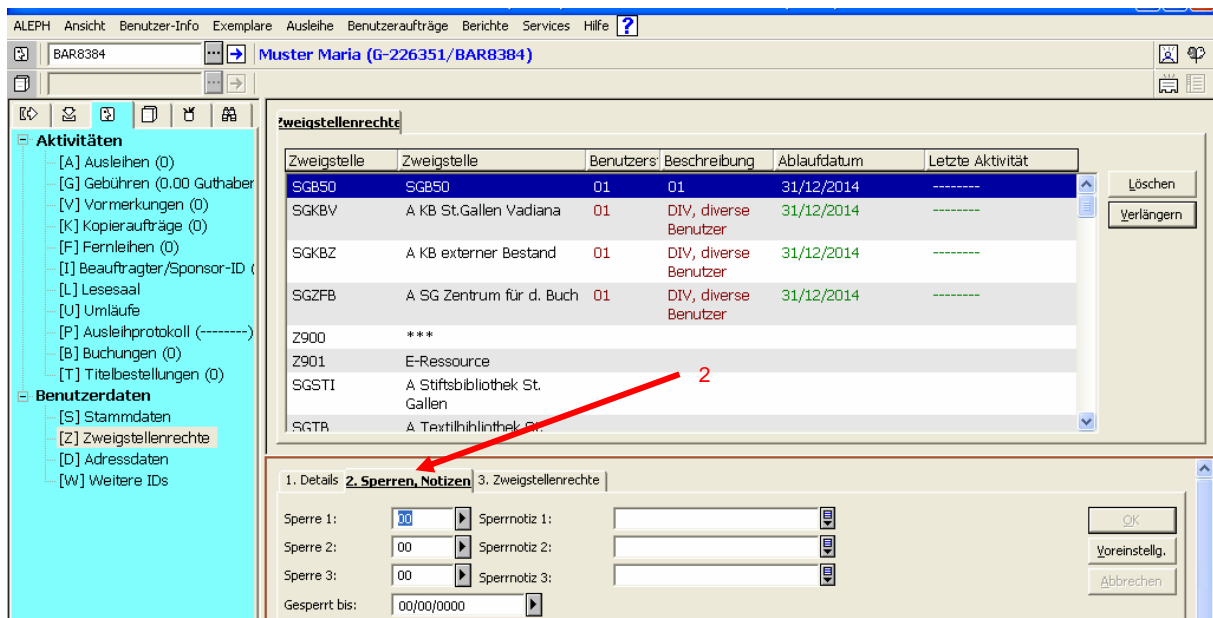 ALEPH Ansicht Benutzer-Info Exemplare Ausleihe Benutzeraufträge Berichte Services Hilfe ?
BAR8384 ... Muster Maria (G-226351/BAR8384)
...
Zweigstellenrechte
Aktivitäten
[A] Ausleihen (0)
[G] Gebühren (0.00 Guthaber
[V] Vormerkungen (0)
[K] Kopieraufträge (0)
[F] Fernleihen (0)
[I] Beauftragter/Sponsor-ID (
[L] Lesesaal
[U] Umläufe
[P] Ausleihprotokoll (--------)
[B] Buchungen (0)
[T] Titelbestellungen (0)
Benutzerdaten
[S] Stammdaten
[Z] Zweigstellenrechte
[D] Adressdaten
[W] Weitere IDs
Zweigstelle Zweigstelle Benutzers Beschreibung Ablaufdatum Letzte Aktivität
SGB50 SGB50 01 01 31/12/2014 --------
SGKBV A KB St.Gallen Vadiana 01 DIV, diverse 31/12/2014 --------
Benutzer
SGKBZ A KB externer Bestand 01 DIV, diverse 31/12/2014 --------
Benutzer
SGZFB A SG Zentrum für d. Buch 01 DIV, diverse 31/12/2014 --------
Benutzer
Z900 ***
Z901 E-Ressource
SGSTI A Stiftsbibliothek St.
Gallen
SGTB A Textilbibliothek St.
Löschen
Verlängern
2
1. Details 2. Sperren, Notizen 3. Zweigstellenrechte
Sperre 1: 00 Sperrnotiz 1:
Sperre 2: 00 Sperrnotiz 2:
Sperre 3: 00 Sperrnotiz 3:
Gesperrt bis: 00/00/0000
OK
Voreinstellg.
Abbrechen